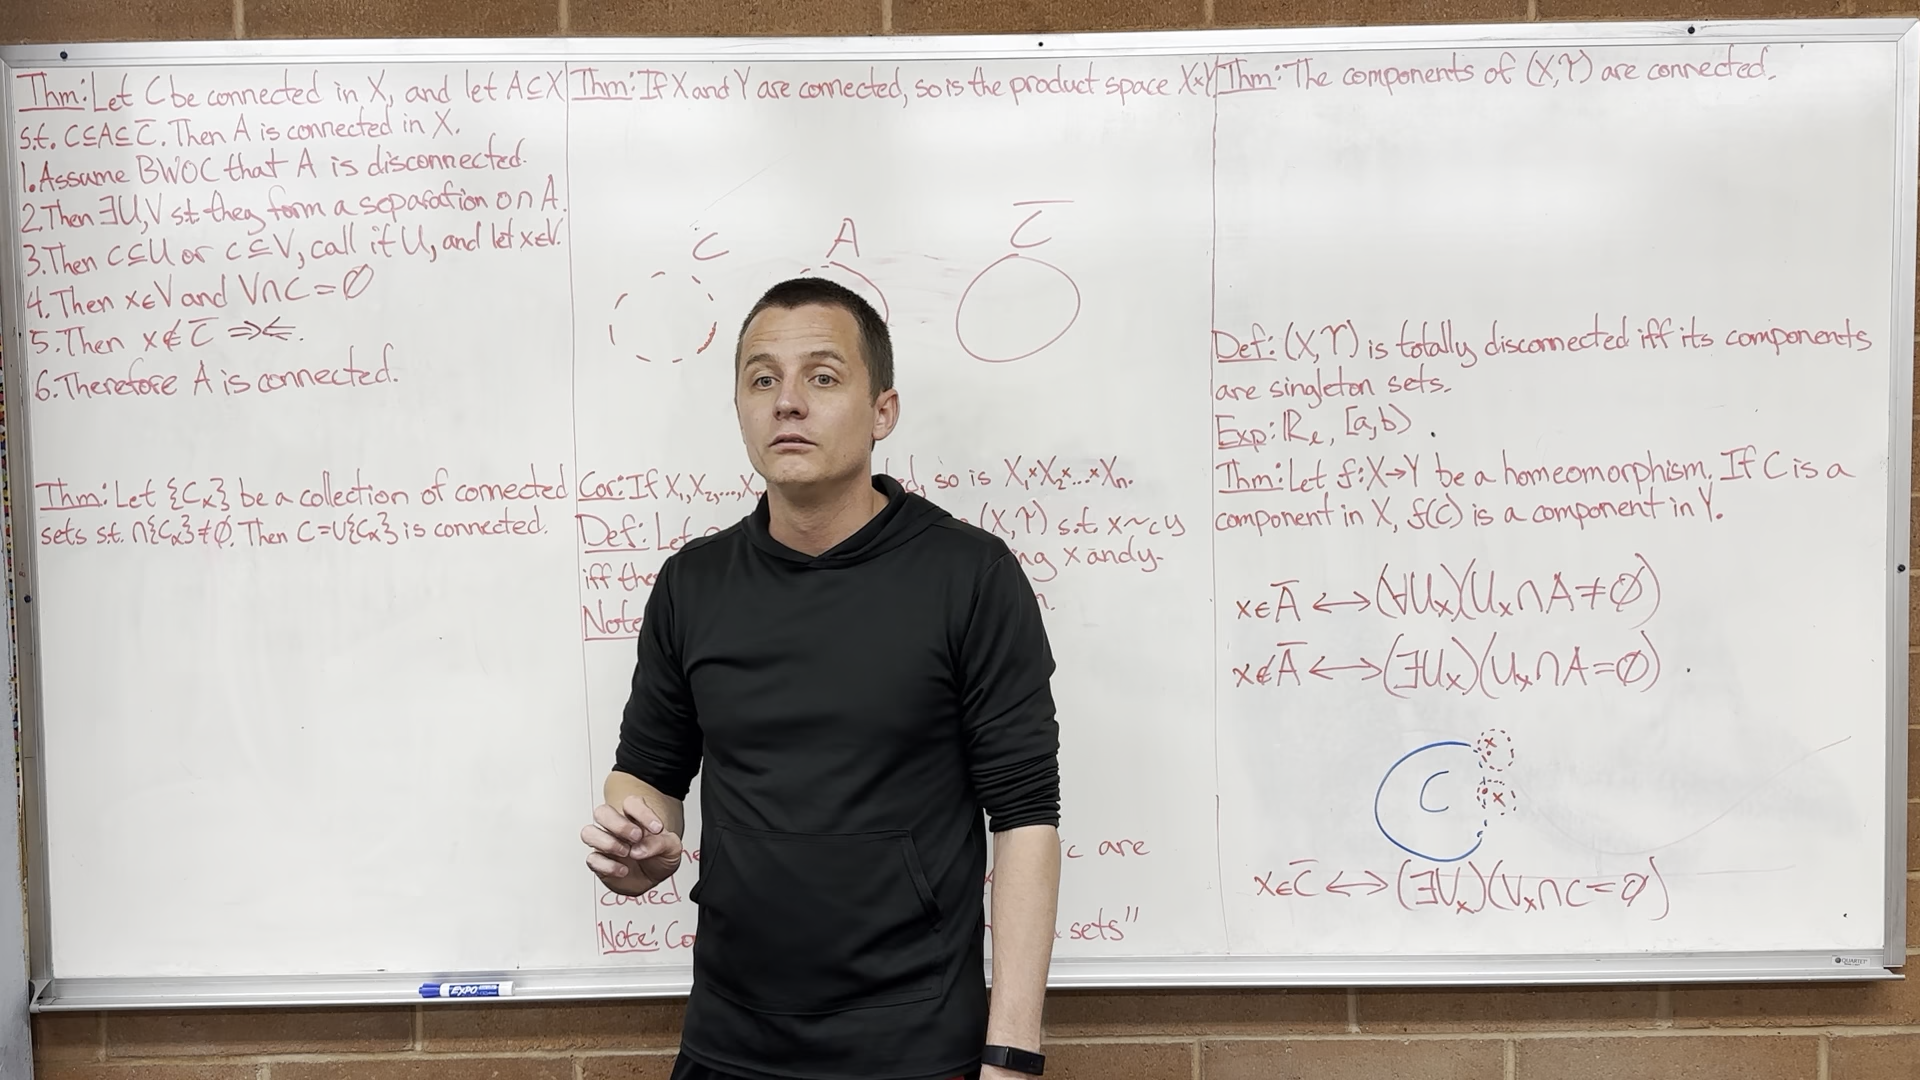 Thm: Let C be connected in X, and let A⊆X
s.t. C⊆A⊆C̅. Then A is connected in X.
1. Assume BWOC that A is disconnected.
2. Then ∃U,V s.t they form a separation on A.
3. Then C⊆U or C⊆V, call it U, and let x∈V.
4. Then x∈V and V∩C=∅
5. Then x∉C̅ ⇒⇐.
6. Therefore A is connected.
Thm: Let {Cα} be a collection of connected
sets s.t. ∩{Cα}≠∅. Then C=∪{Cα} is connected.
Thm: If X and Y are connected, so is the product space X×Y
C A C̅
Cor: If X₁, X₂,..., so is X₁×X₂×...×Xₙ.
Def: Let (X,Τ) s.t x~cy
iff x and y.
Note
c are
called
Note: sets"
Thm: The components of (X,Τ) are connected.
Def: (X,Τ) is totally disconnected iff its components
are singleton sets.
Exp: ℝℓ, [a,b).
Thm: Let f:X→Y be a homeomorphism. If C is a
component in X, f(C) is a component in Y.
x∈A̅ ↔ (∀Uₓ)(Uₓ∩A≠∅)
x∉A̅ ↔ (∃Uₓ)(Uₓ∩A=∅)
x
C x
x∈C̅ ↔ (∃Vₓ)(Vₓ∩C=∅)
QUARTET
EXPO